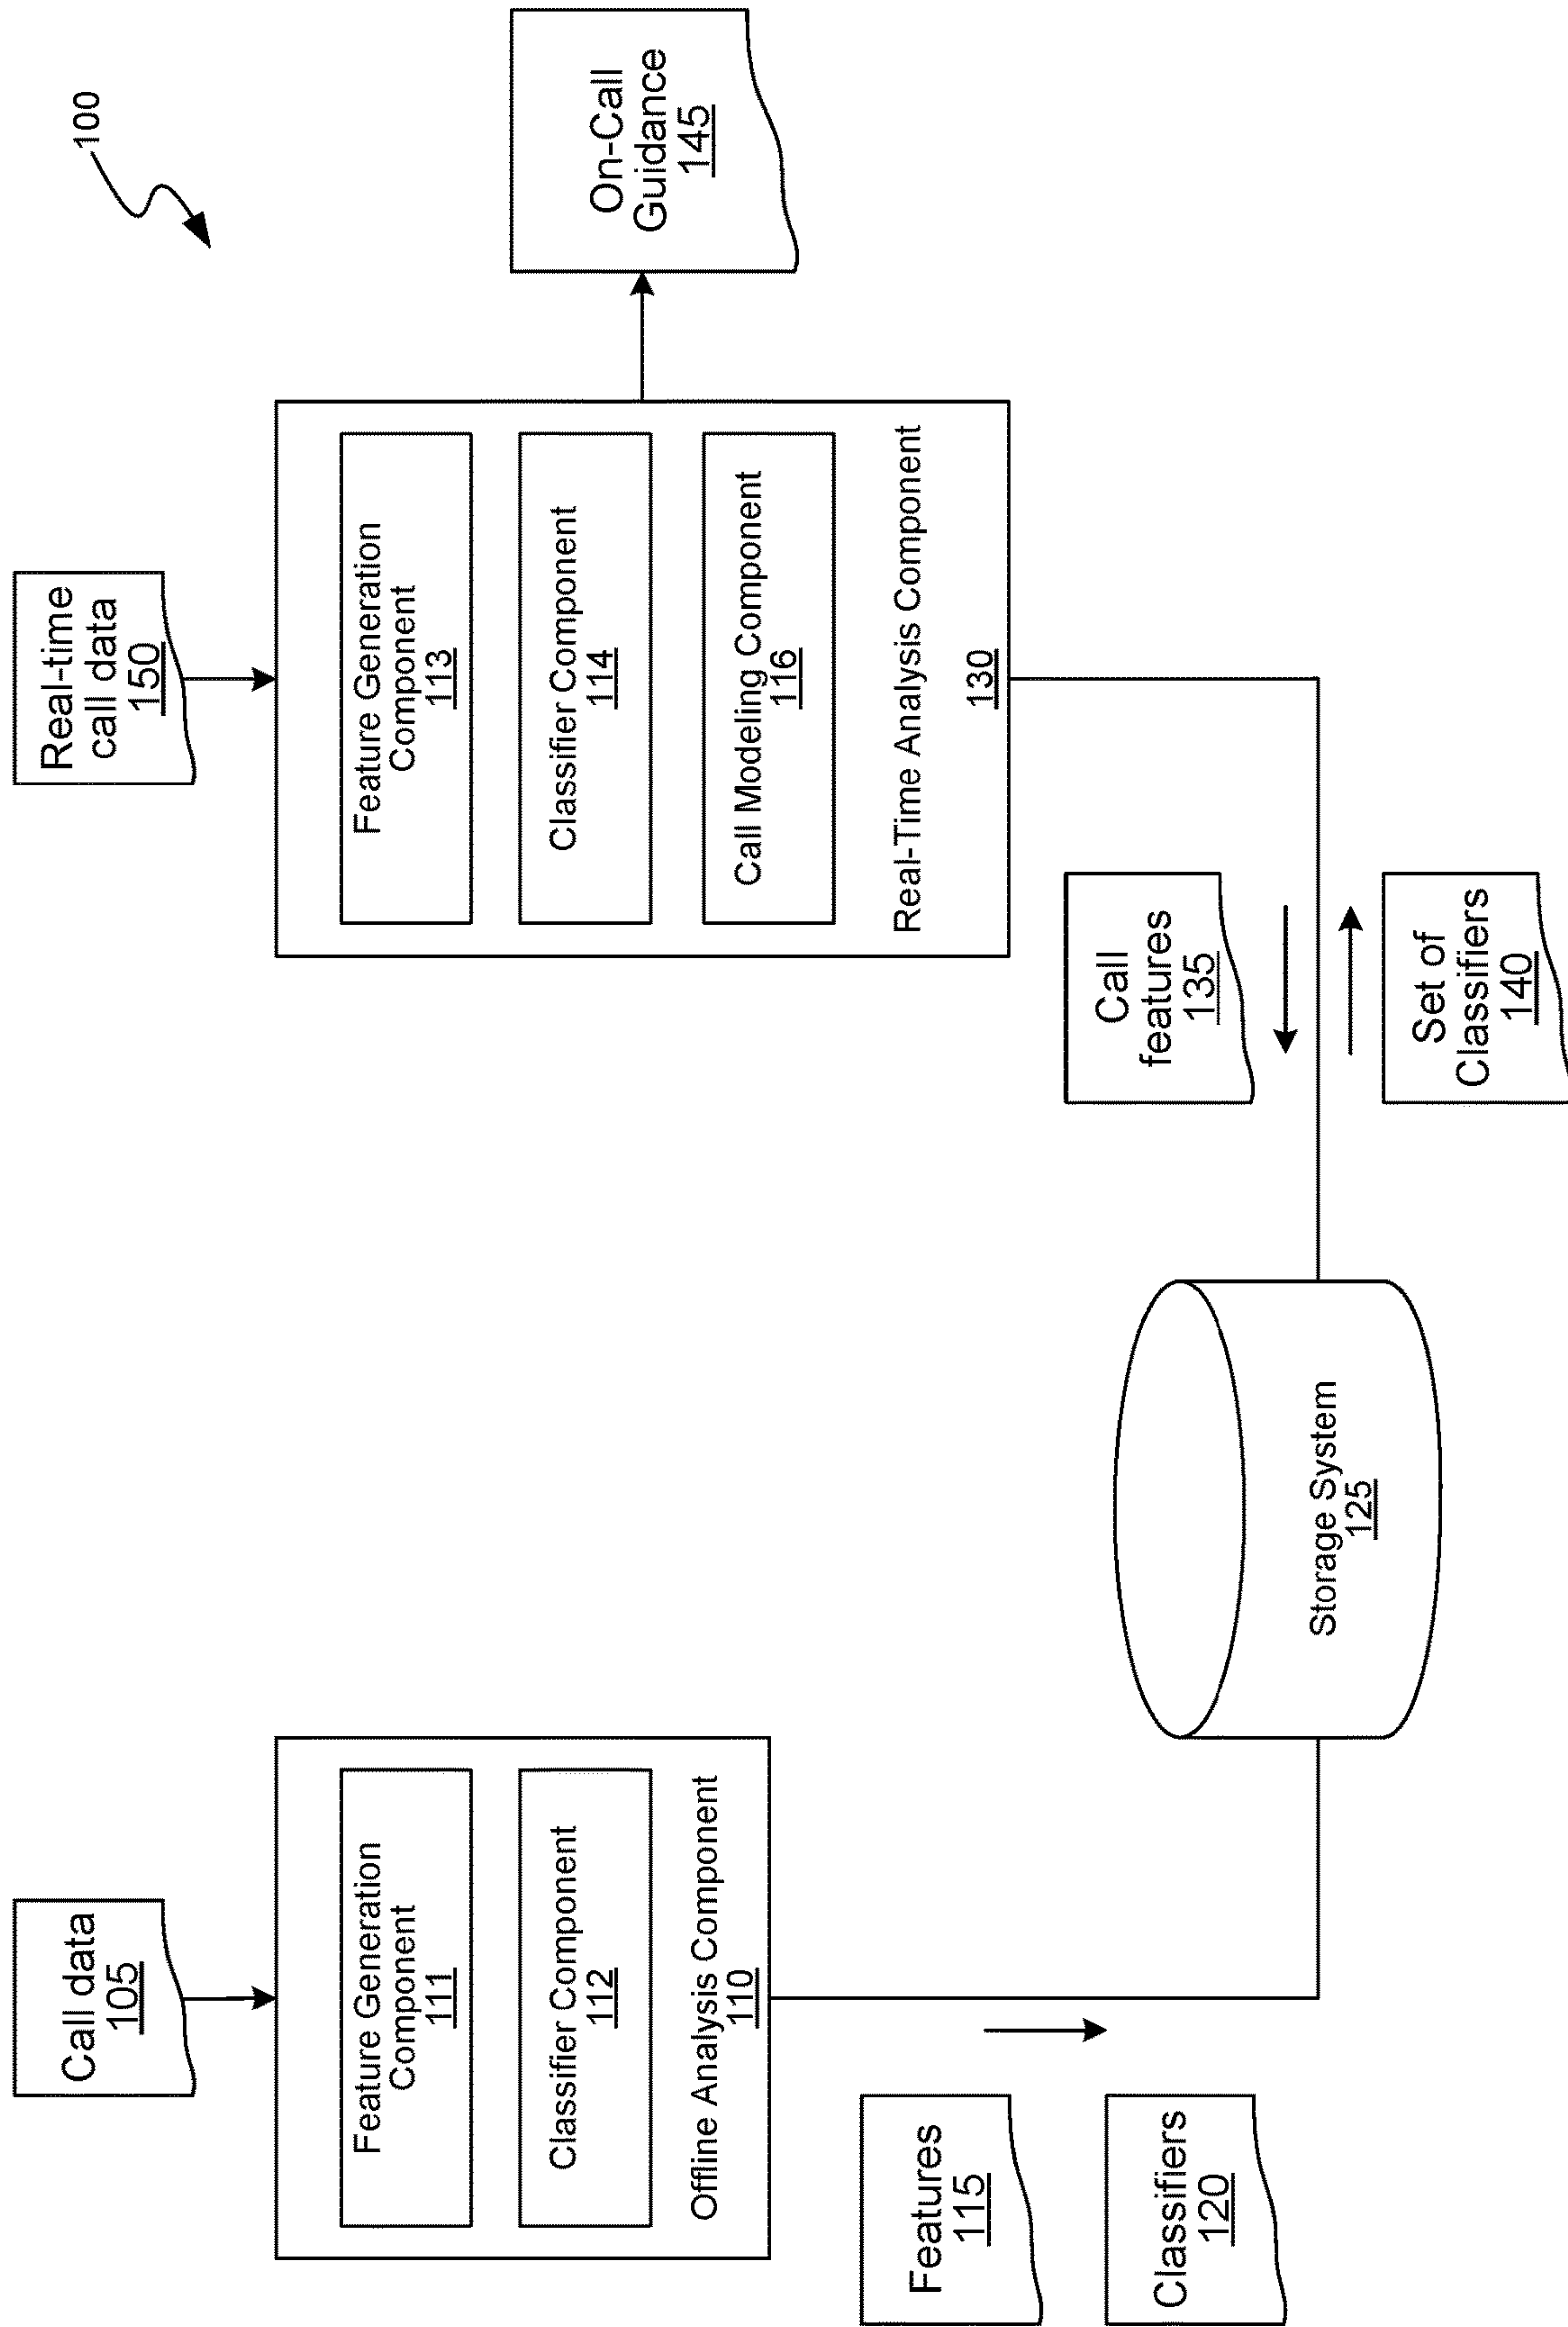 100
Call data
105
Feature Generation
Component
111
Classifier Component
112
Offline Analysis Component
110
Features
115
Classifiers
120
Storage System
125
Real-time
call data
150
Feature Generation
Component
113
Classifier Component
114
Call Modeling Component
116
Real-Time Analysis Component
130
Call
features
135
Set of
Classifiers
140
On-Call
Guidance
145